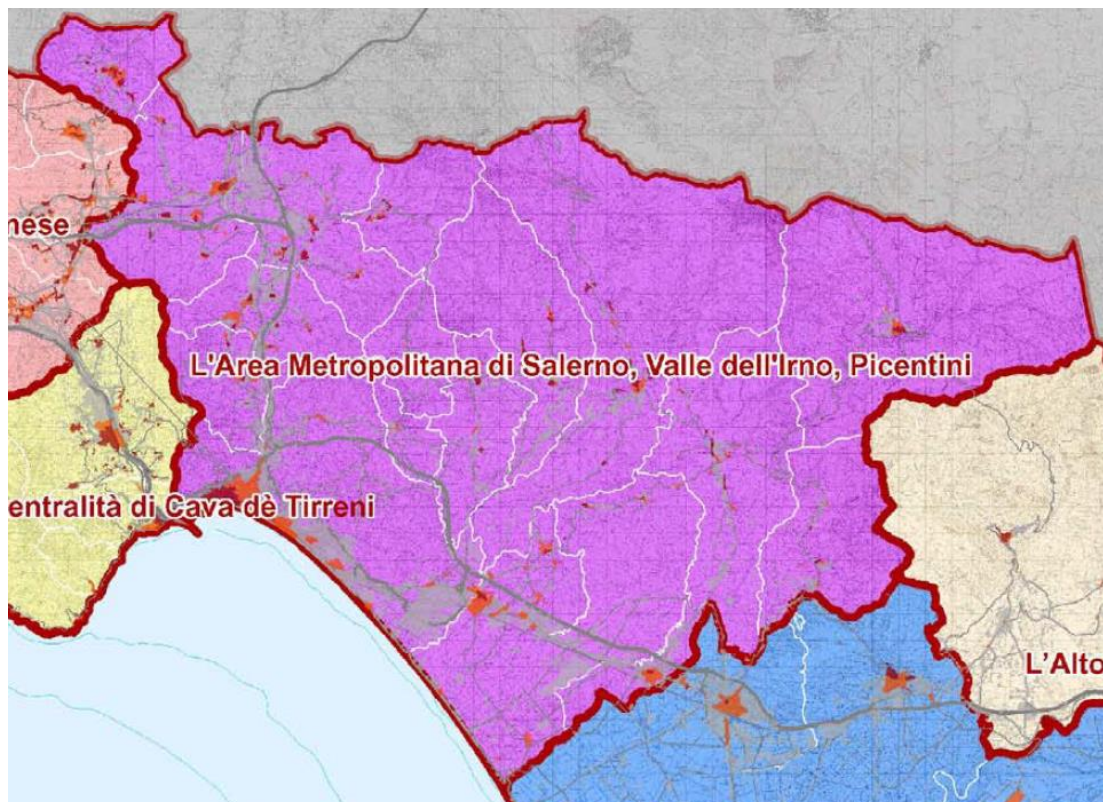 nese
L'Area Metropolitana di Salerno, Valle dell'Irno, Picentini
entralità di Cava dè Tirreni
L'Alto